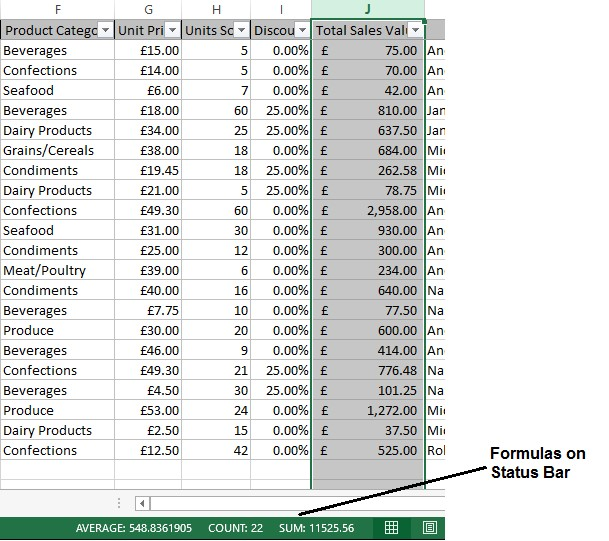 F G H I J
Product Catego Unit Pri Units Sc Discou Total Sales Val
Beverages £15.00 5 0.00% £ 75.00 An
Confections £14.00 5 0.00% £ 70.00 An
Seafood £6.00 7 0.00% £ 42.00 An
Beverages £18.00 60 25.00% £ 810.00 Jan
Dairy Products £34.00 25 25.00% £ 637.50 Jan
Grains/Cereals £38.00 18 0.00% £ 684.00 Mi
Condiments £19.45 18 25.00% £ 262.58 Mi
Dairy Products £21.00 5 25.00% £ 78.75 Mi
Confections £49.30 60 0.00% £ 2,958.00 An
Seafood £31.00 30 0.00% £ 930.00 An
Condiments £25.00 12 0.00% £ 300.00 An
Meat/Poultry £39.00 6 0.00% £ 234.00 An
Condiments £40.00 16 0.00% £ 640.00 Na
Beverages £7.75 10 0.00% £ 77.50 Na
Produce £30.00 20 0.00% £ 600.00 An
Beverages £46.00 9 0.00% £ 414.00 An
Confections £49.30 21 25.00% £ 776.48 Na
Beverages £4.50 30 25.00% £ 101.25 Na
Produce £53.00 24 0.00% £ 1,272.00 Mi
Dairy Products £2.50 15 0.00% £ 37.50 Mi
Confections £12.50 42 0.00% £ 525.00 Rol
Formulas on
Status Bar
AVERAGE: 548.8361905 COUNT: 22 SUM: 11525.56